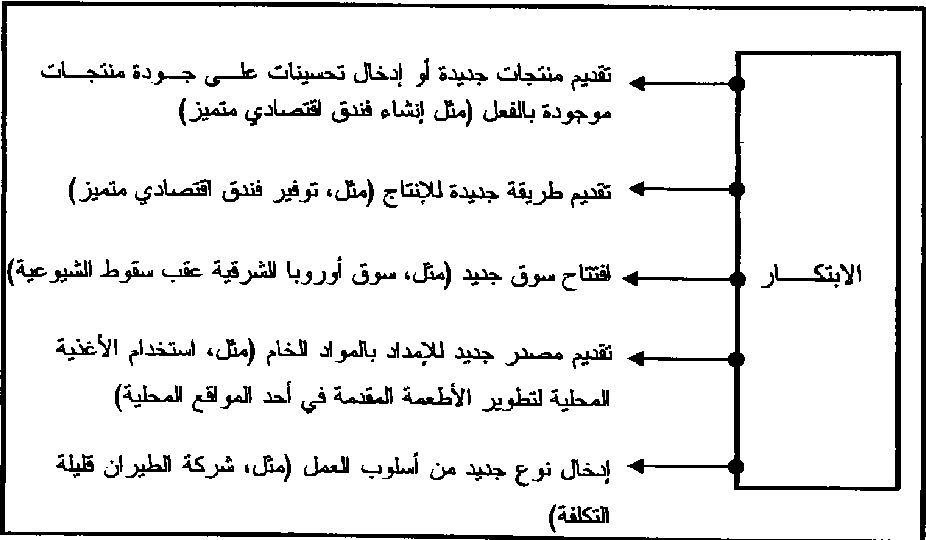 تقديم منتجات جديدة أو إدخال تحسينات على جودة منتجات
موجودة بالفعل (مثل إنشاء فندق اقتصادي متميز)
تقديم طريقة جديدة للإنتاج (مثل، توفير فندق اقتصادي متميز)
الابتكار
افتتاح سوق جديد (مثل، سوق أوروبا الشرقية عقب سقوط الشيوعية)
تقديم مصدر جديد للإمداد بالمواد الخام (مثل، استخدام الأغذية
المحلية لتطوير الأطعمة المقدمة في أحد المواقع المحلية)
إدخال نوع جديد من أسلوب العمل (مثل، شركة الطيران قليلة
التكلفة)